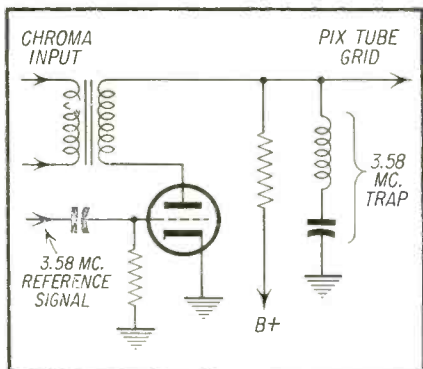 CHROMA
INPUT
PIX TUBE
GRID
3.58
MC.
TRAP
3.58 MC.
REFERENCE
SIGNAL
B+